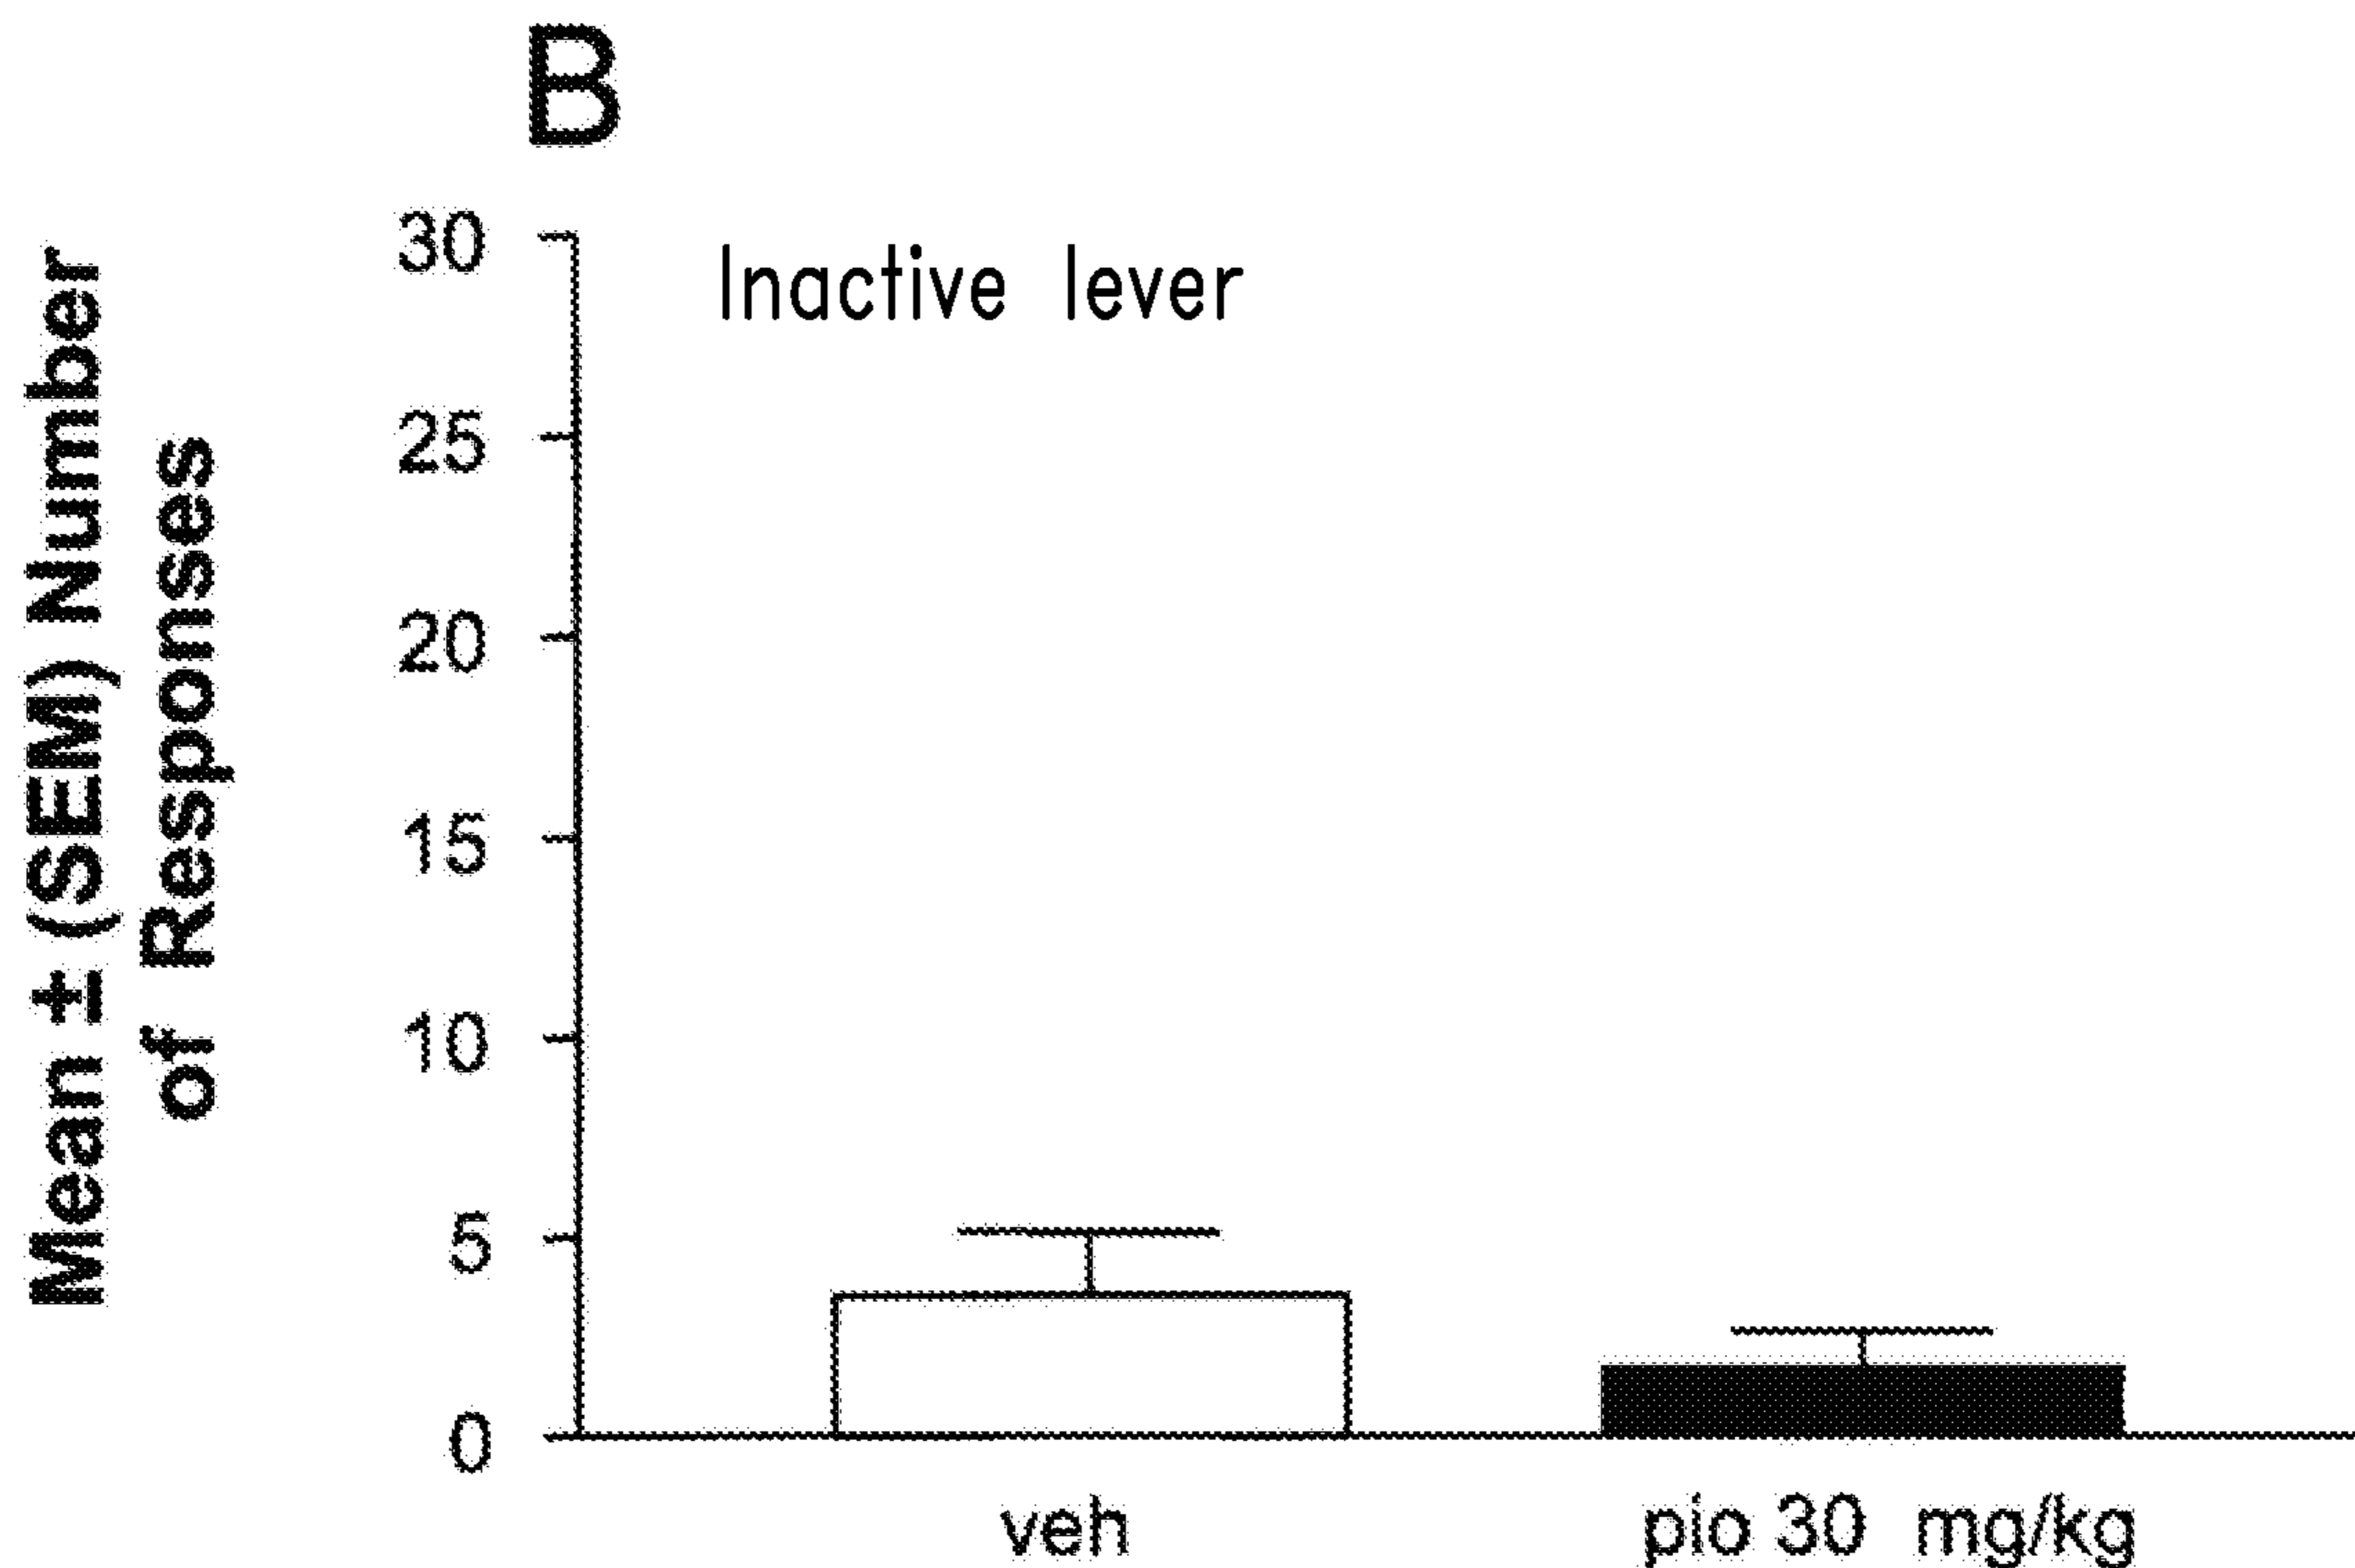 B
Mean ± (SEM) Number
of Responses
30
25
20
15
10
5
0
Inactive lever
veh
pio 30 mg/kg